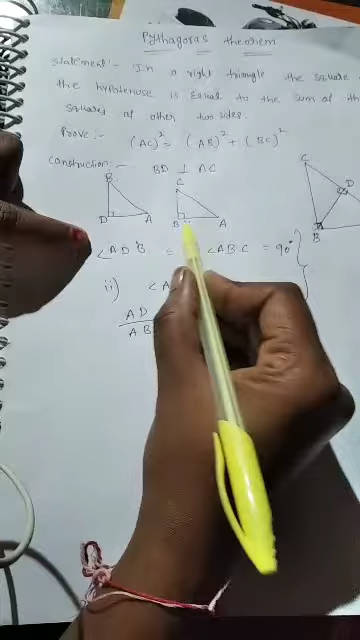 Pythagoras theorem
Statement :- In a right triangle the square
the hypotenuse is equal to the sum of the
squares of other two sides.
Prove :- (AC)² = (AB)² + (BC)²
Construction :- BD ⊥ AC
B C C
D A B A D
B
∠ADB = ∠ABC = 90°
ii) ∠A
AD
AB